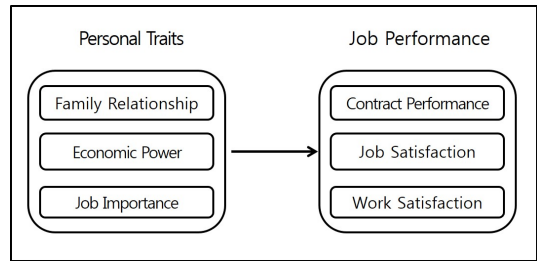 Personal Traits
Family Relationship
Economic Power
Job Importance
Job Performance
Contract Performance
Job Satisfaction
Work Satisfaction